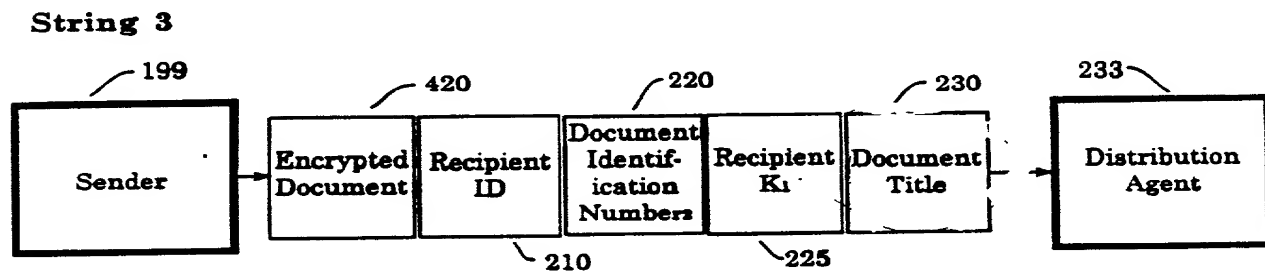 String 3
199
420
220
230
233
Sender
Encrypted
Document
Recipient
ID
Document
Identif-
ication
Numbers
Recipient
K1
Document
Title
Distribution
Agent
210
225